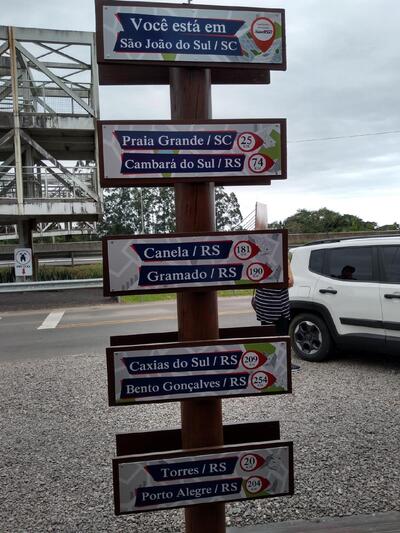 Você está em
São João do Sul / SC
Praia Grande / SC 25
Cambará do Sul / RS 74
Canela / RS 181
Gramado / RS 190
Caxias do Sul / RS 209
Bento Gonçalves / RS 254
Torres / RS 20
Porto Alegre / RS 204